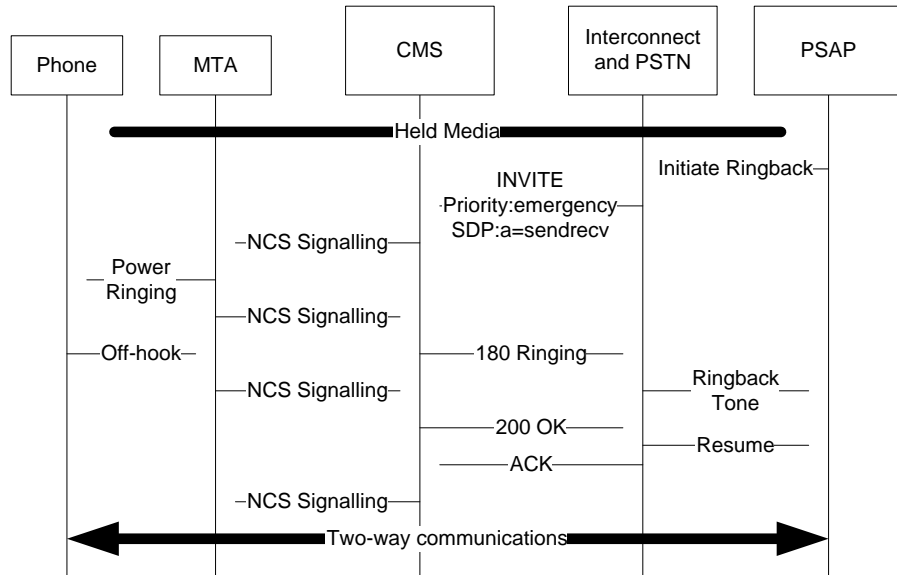 Phone
MTA
CMS
Interconnect
and PSTN
PSAP
Held Media
Initiate Ringback
INVITE
Priority:emergency
SDP:a=sendrecv
NCS Signalling
Power
Ringing
NCS Signalling
Off-hook
180 Ringing
NCS Signalling
Ringback
Tone
200 OK
Resume
ACK
NCS Signalling
Two-way communications